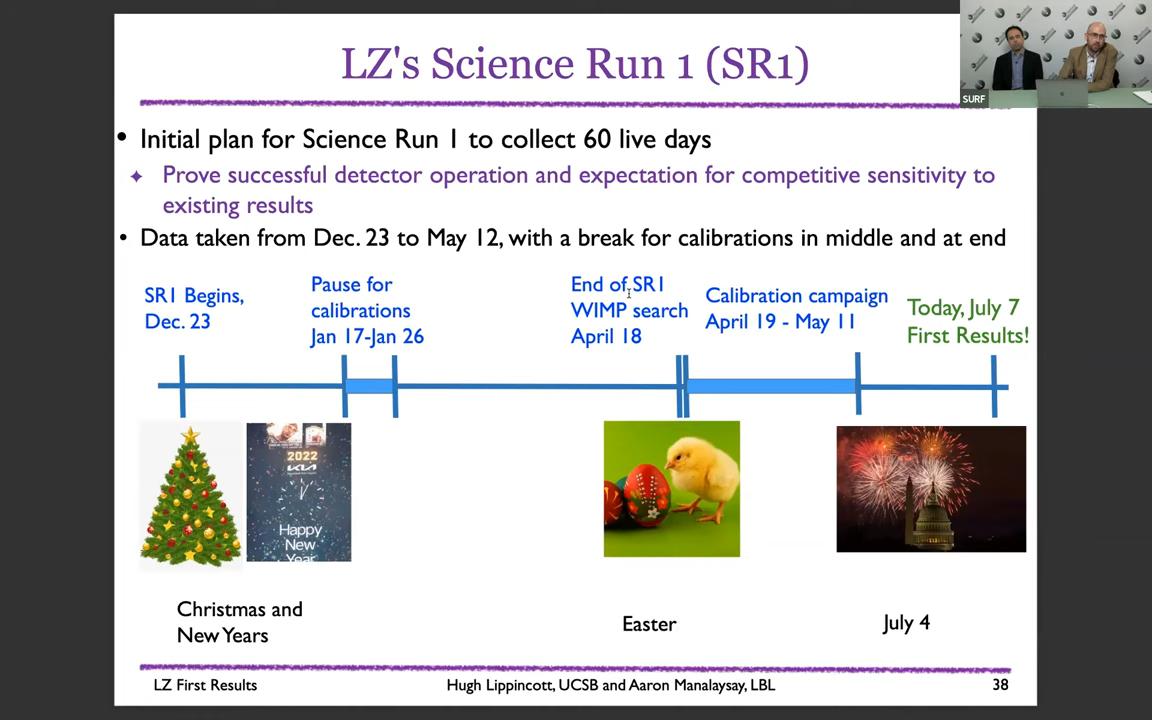 LZ's Science Run 1 (SR1)
SURF
• Initial plan for Science Run 1 to collect 60 live days
✦ Prove successful detector operation and expectation for competitive sensitivity to
existing results
• Data taken from Dec. 23 to May 12, with a break for calibrations in middle and at end
SR1 Begins,
Dec. 23
Pause for
calibrations
Jan 17-Jan 26
End of SR1
WIMP search
April 18
Calibration campaign
April 19 - May 11
Today, July 7
First Results!
2022
KIA
Happy
New
Year
Christmas and
New Years
Easter
July 4
LZ First Results
Hugh Lippincott, UCSB and Aaron Manalaysay, LBL
38